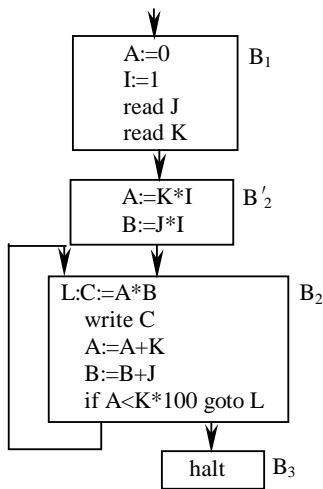 A:=0
I:=1
read J
read K
B₁
A:=K*I
B:=J*I
B'₂
L:C:=A*B
write C
A:=A+K
B:=B+J
if A<K*100 goto L
B₂
halt
B₃